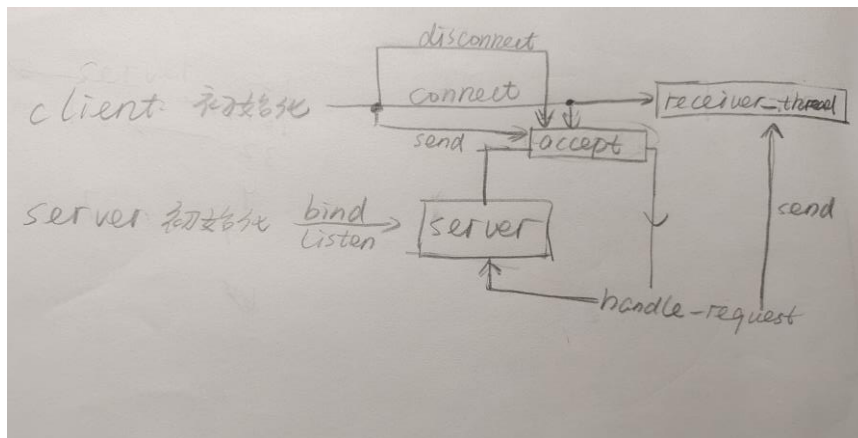 disconnect
client 初始化 connect receiver_thread
send accept
server 初始化 bind server send
listen
handle-request